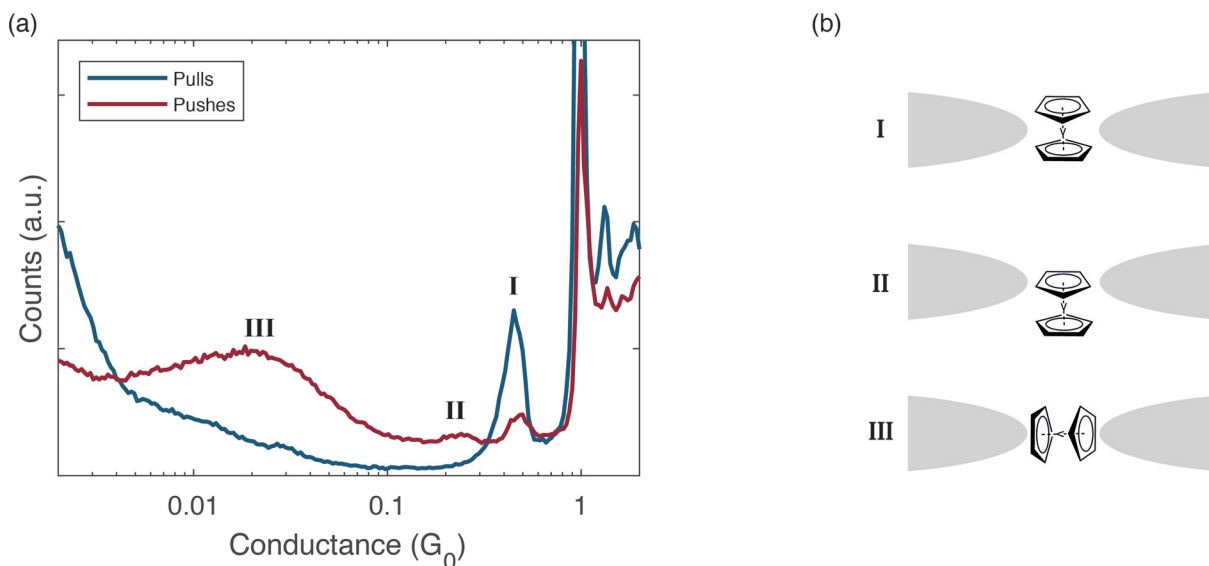 (a)
Pulls
Pushes
I
II
III
Counts (a.u.)
0.01
0.1
1
Conductance (G₀)
(b)
I
V
II
V
III
V